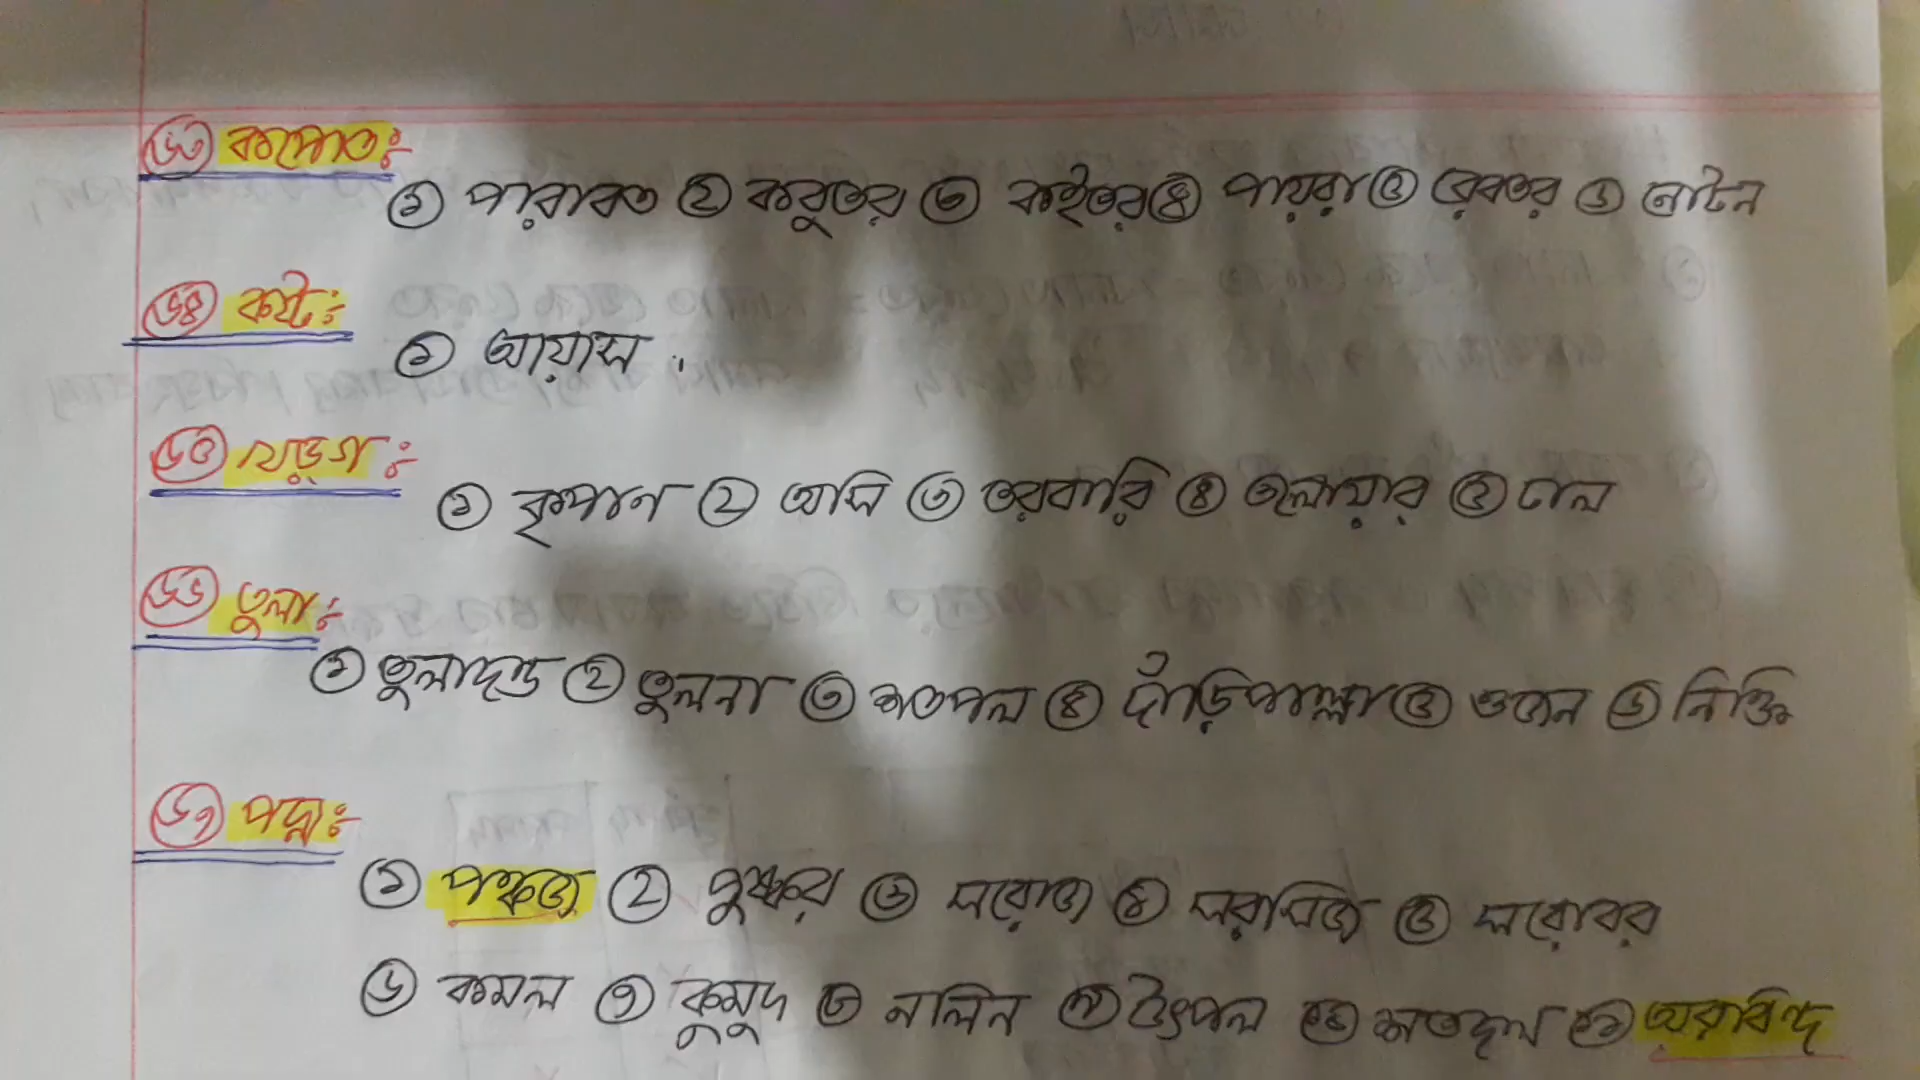 ৬৩ কপোত ঃ-
১ পারাবত ২ কবুতর ৩ কইতর ৪ পায়রা ৫ রেবতর ৬ নোটন
৬৪ কষ্ট ঃ
১ আয়াস .
৬৫ খড়গ ঃ
১ কৃপাণ ২ অসি ৩ তরবারি ৪ তলোয়ার ৫ ঢাল
৬৬ তুলা ঃ
১ তুলাদন্ড ২ তুলনা ৩ শতপল ৪ দাঁড়িপাল্লা ৫ ওজন ৬ নিক্তি
৬৭ পদ্ম ঃ-
১ পঙ্কজ ২ পুষ্কর ৩ সরোজ ৪ সরসিজ ৫ সরোবর
৬ কমল ৭ কুমুদ ৮ নলিন ৯ উৎপল ১০ শতদল ১১ অরবিন্দ